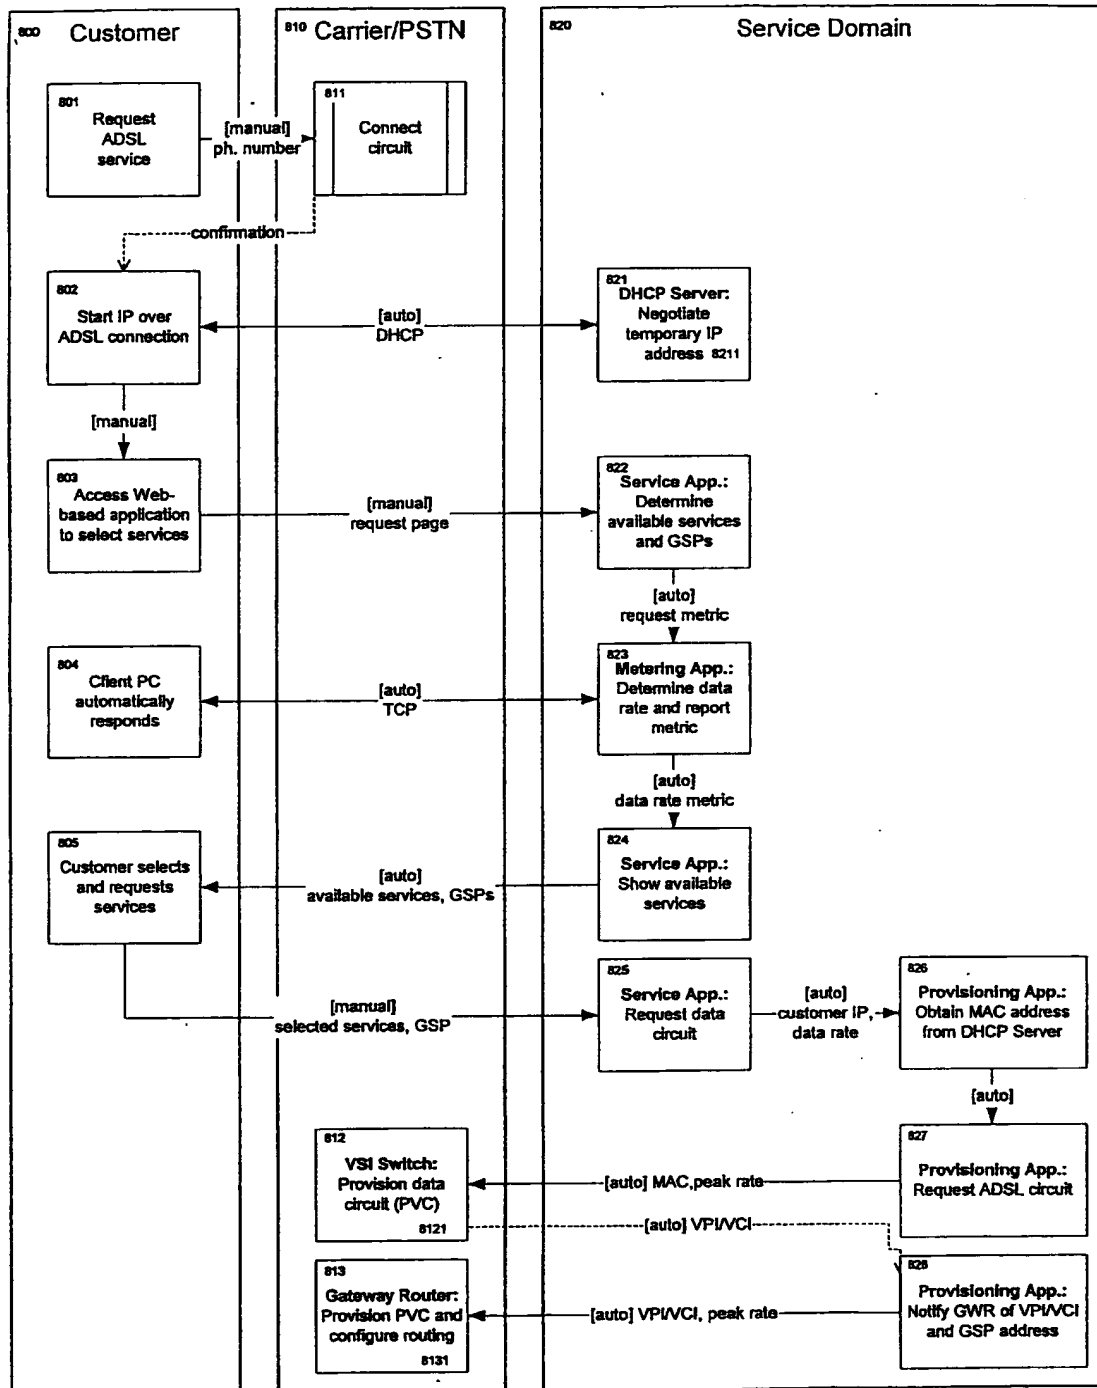 800 Customer
810 Carrier/PSTN
820 Service Domain
801
Request
ADSL
service
[manual]
ph. number
811
Connect
circuit
confirmation
802
Start IP over
ADSL connection
[auto]
DHCP
821
DHCP Server:
Negotiate
temporary IP
address 8211
[manual]
803
Access Web-
based application
to select services
[manual]
request page
822
Service App.:
Determine
available services
and GSPs
[auto]
request metric
804
Client PC
automatically
responds
[auto]
TCP
823
Metering App.:
Determine data
rate and report
metric
[auto]
data rate metric
805
Customer selects
and requests
services
[auto]
available services, GSPs
824
Service App.:
Show available
services
[manual]
selected services, GSP
825
Service App.:
Request data
circuit
[auto]
customer IP,
data rate
826
Provisioning App.:
Obtain MAC address
from DHCP Server
[auto]
812
VSI Switch:
Provision data
circuit (PVC)
8121
[auto] MAC,peak rate
827
Provisioning App.:
Request ADSL circuit
[auto] VPI/VCI
813
Gateway Router:
Provision PVC and
configure routing
8131
[auto] VPI/VCI, peak rate
828
Provisioning App.:
Notify GWR of VPI/VCI
and GSP address